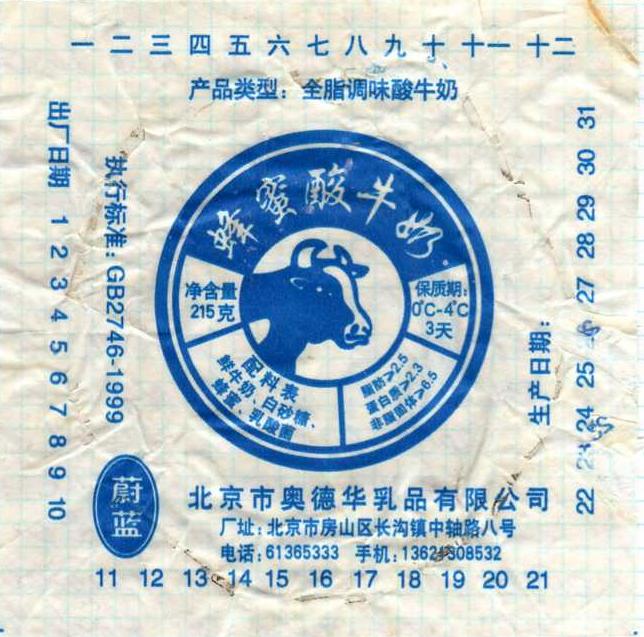 一 二 三 四 五 六 七 八 九 十 十一 十二
产品类型：全脂调味酸牛奶
出厂日期 1 2 3 4 5 6 7 8 9 10
执行标准：GB2746-1999
蜂蜜酸牛奶
净含量
215克
保质期：
0℃-4℃
3天
配料表
鲜牛奶、白砂糖、
蜂蜜、乳酸菌
脂肪≥2.5
蛋白质≥2.3
非脂固体≥6.5
生产日期：
31 30 29 28 27 26 25 24 23 22
蔚蓝
北京市奥德华乳品有限公司
厂址：北京市房山区长沟镇中轴路八号
电话：61365333 手机：
11 12 13 14 15 16 17 18 19 20 21